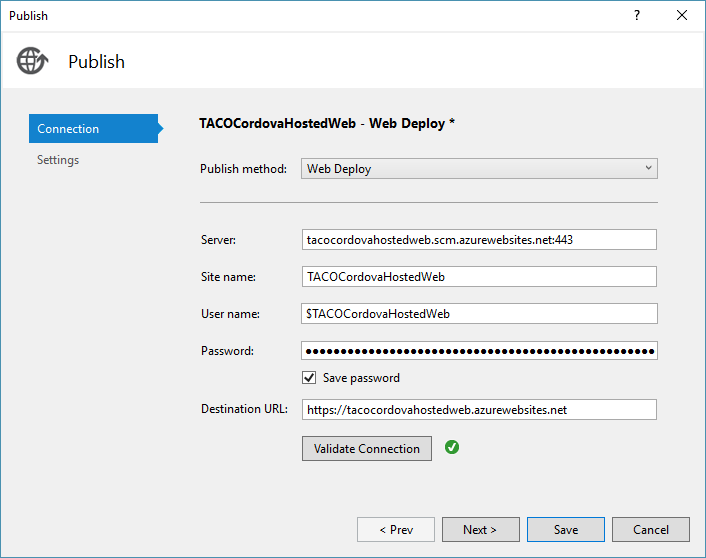 Publish ?
Publish
Connection
Settings
TACOCordovaHostedWeb - Web Deploy *
Publish method: Web Deploy
Server: tacocordovahostedweb.scm.azurewebsites.net:443
Site name: TACOCordovaHostedWeb
User name: $TACOCordovaHostedWeb
Password: ●●●●●●●●●●●●●●●●●●●●●●●●●●●●●●●●●●●●●●●●●●●●●●●●●●
Save password
Destination URL: https://tacocordovahostedweb.azurewebsites.net
Validate Connection
< Prev Next > Save Cancel